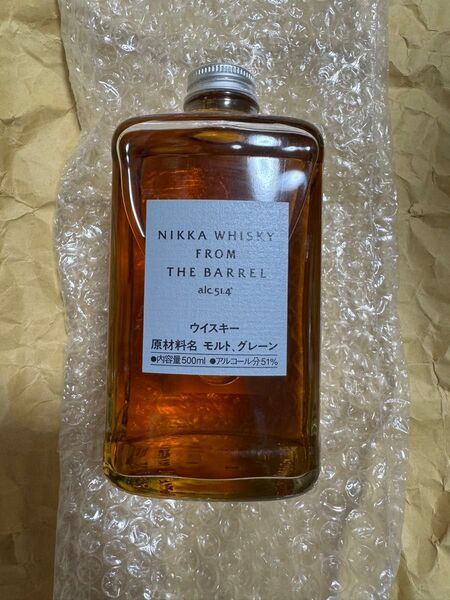 NIKKA WHISKY
FROM
THE BARREL
alc.51.4°
ウイスキー
原材料名 モルト、グレーン
●内容量500ml ●アルコール分51%